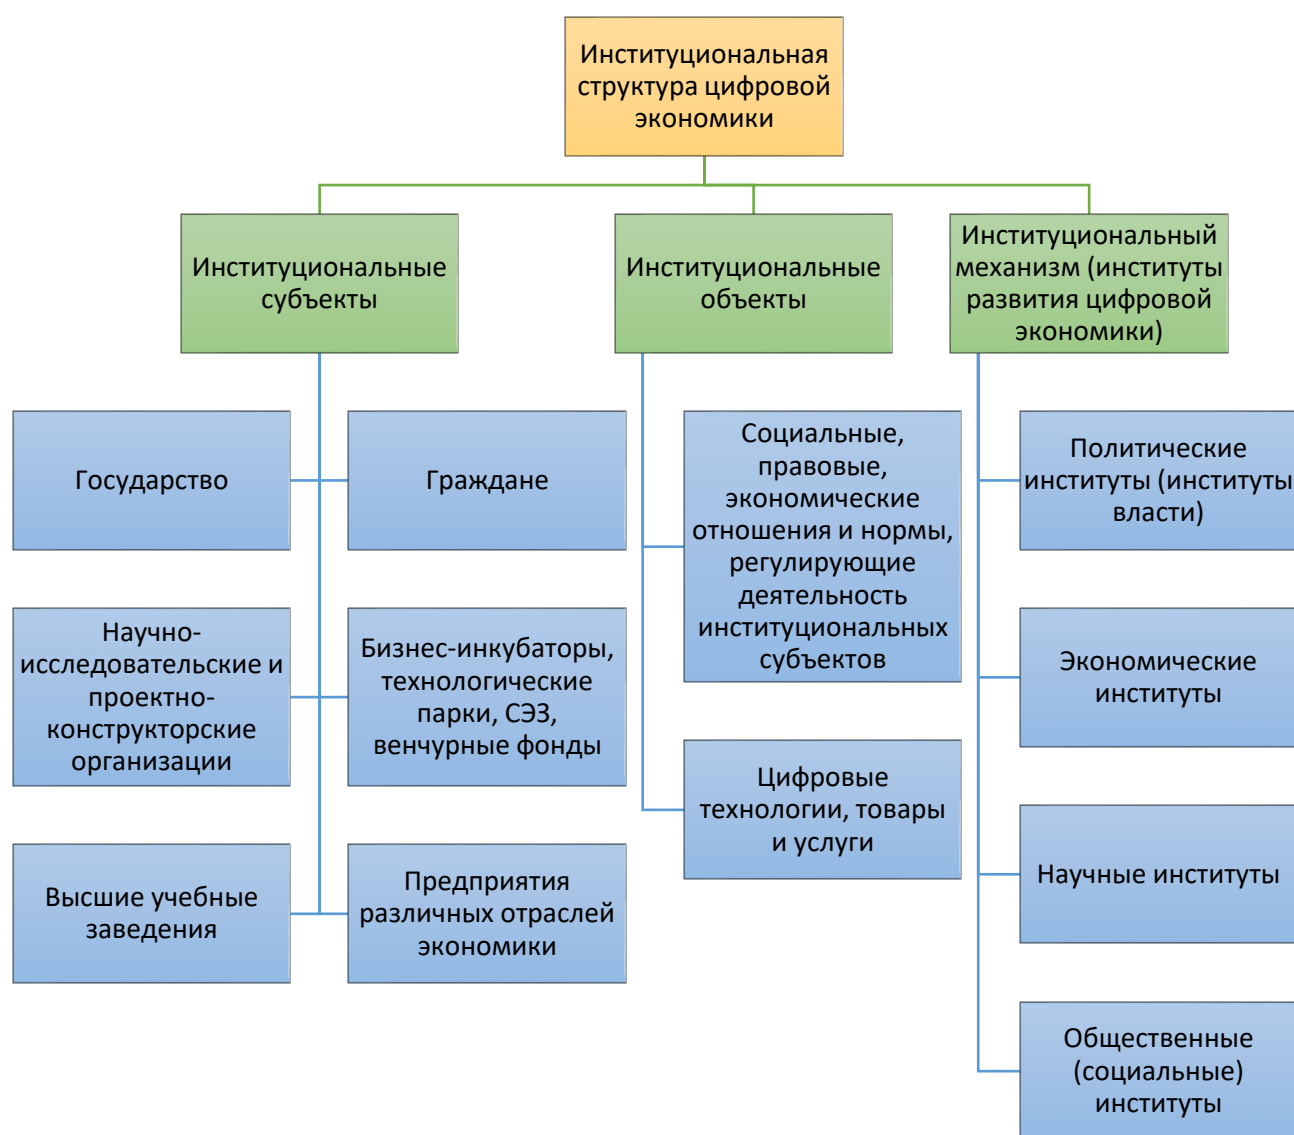 Институциональная
структура цифровой
экономики
Институциональные
субъекты
Институциональные
объекты
Институциональный
механизм (институты
развития цифровой
экономики)
Государство
Граждане
Научно-
исследовательские и
проектно-
конструкторские
организации
Бизнес-инкубаторы,
технологические
парки, СЭЗ,
венчурные фонды
Высшие учебные
заведения
Предприятия
различных отраслей
экономики
Социальные,
правовые,
экономические
отношения и нормы,
регулирующие
деятельность
институциональных
субъектов
Цифровые
технологии, товары
и услуги
Политические
институты (институты
власти)
Экономические
институты
Научные институты
Общественные
(социальные)
институты